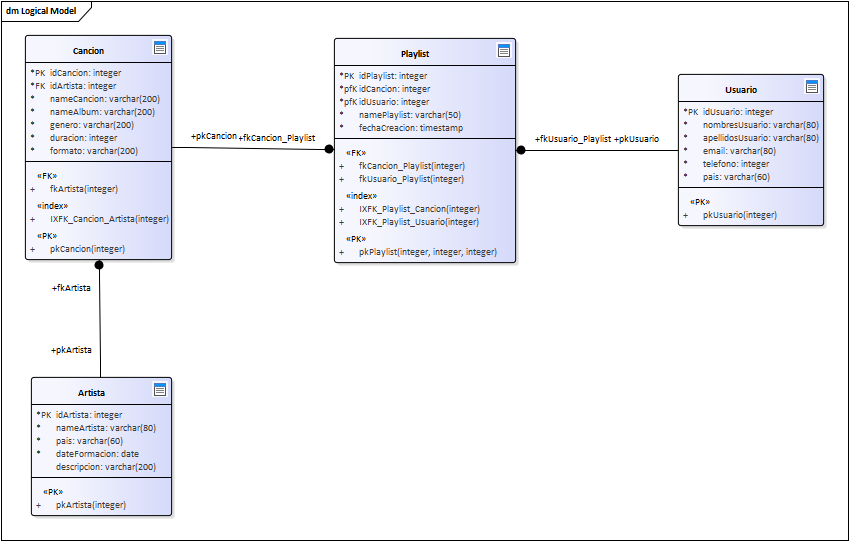 dm Logical Model
Cancion
*PK idCancion: integer
*FK idArtista: integer
* nameCancion: varchar(200)
* nameAlbum: varchar(200)
* genero: varchar(200)
* duracion: integer
* formato: varchar(200)
«FK»
+ fkArtista(integer)
«index»
+ IXFK_Cancion_Artista(integer)
«PK»
+ pkCancion(integer)
+pkCancion
+fkCancion_Playlist
Playlist
*PK idPlaylist: integer
*pfK idCancion: integer
*pfK idUsuario: integer
* namePlaylist: varchar(50)
* fechaCreacion: timestamp
«FK»
+ fkCancion_Playlist(integer)
+ fkUsuario_Playlist(integer)
«index»
+ IXFK_Playlist_Cancion(integer)
+ IXFK_Playlist_Usuario(integer)
«PK»
+ pkPlaylist(integer, integer, integer)
+fkUsuario_Playlist
+pkUsuario
Usuario
*PK idUsuario: integer
* nombresUsuario: varchar(80)
* apellidosUsuario: varchar(80)
* email: varchar(80)
* telefono: integer
* pais: varchar(60)
«PK»
+ pkUsuario(integer)
+fkArtista
+pkArtista
Artista
*PK idArtista: integer
* nameArtista: varchar(80)
* pais: varchar(60)
* dateFormacion: date
descripcion: varchar(200)
«PK»
+ pkArtista(integer)